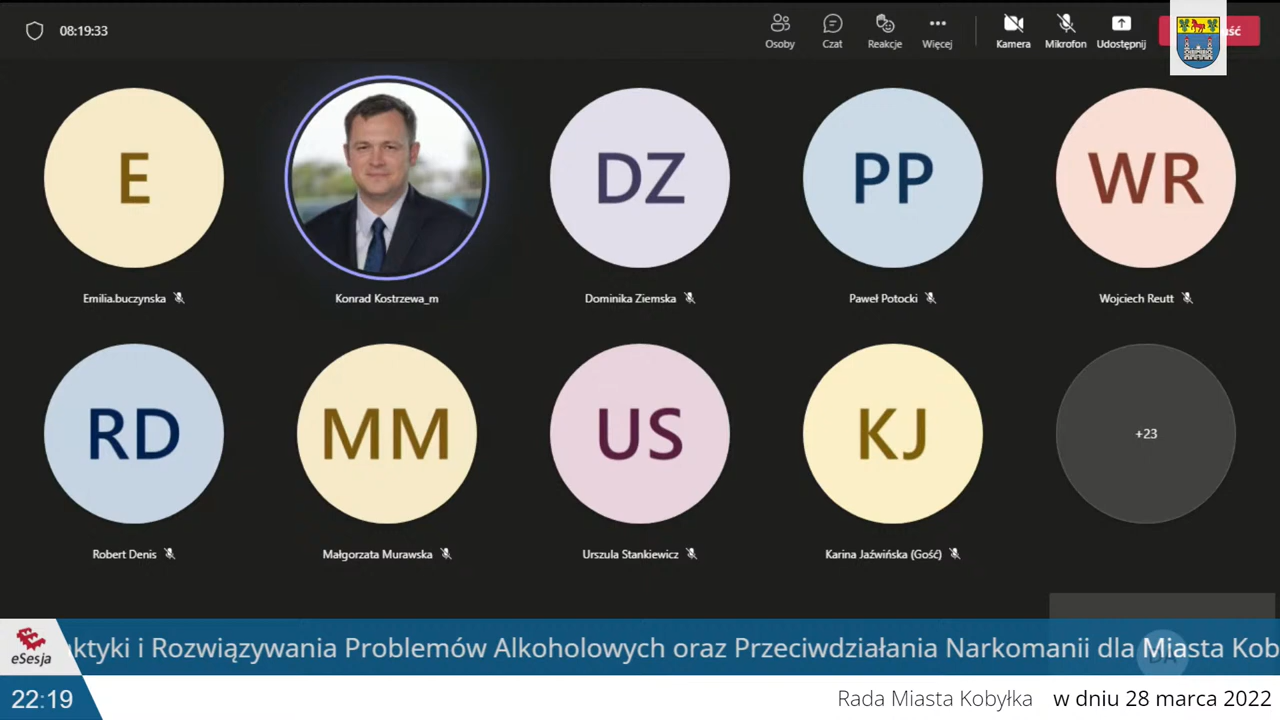 08:19:33
Osoby
Czat
Reakcje
Więcej
Kamera
Mikrofon
Udostępnij
E
DZ
PP
WR
Emilia.buczynska
Konrad Kostrzewa_m
Dominika Ziemska
Paweł Potocki
Wojciech Reutt
RD
MM
US
KJ
+23
Robert Denis
Małgorzata Murawska
Urszula Stankiewicz
Karina Jaźwińska (Gość)
eSesja
aktyki i Rozwiązywania Problemów Alkoholowych oraz Przeciwdziałania Narkomanii dla Miasta Kob
22:19
Rada Miasta Kobyłka w dniu 28 marca 2022